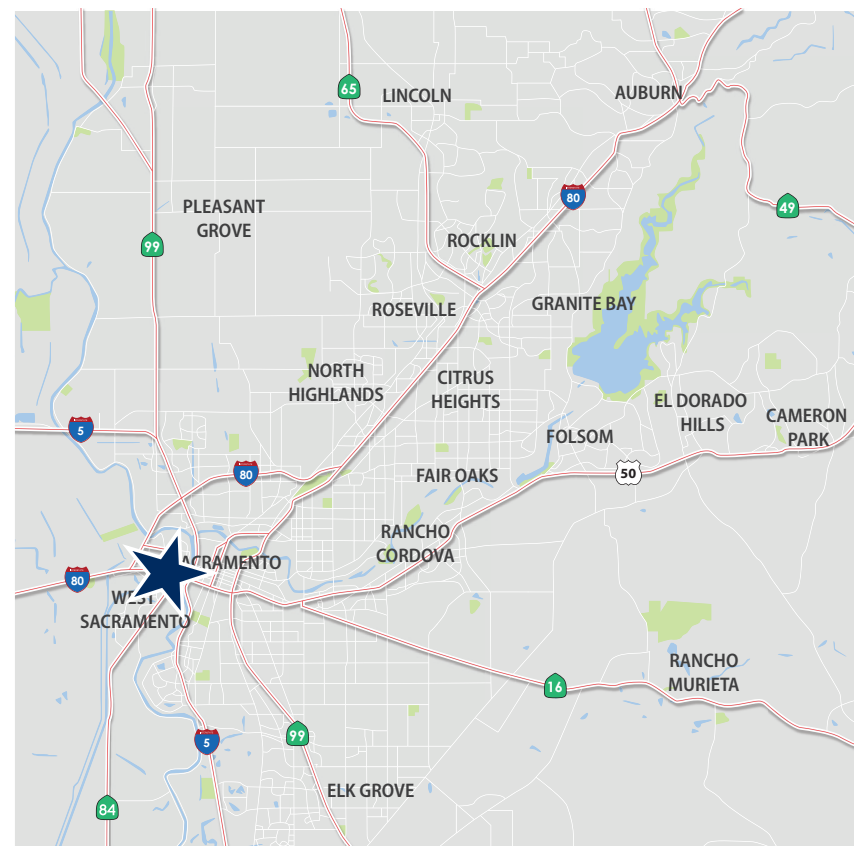 65
LINCOLN
AUBURN
80
PLEASANT
GROVE
49
99
ROCKLIN
GRANITE BAY
ROSEVILLE
NORTH
HIGHLANDS
CITRUS
HEIGHTS
EL DORADO
HILLS
CAMERON
PARK
5
FOLSOM
80
FAIR OAKS
50
RANCHO
CORDOVA
ACRAMENTO
80
WEST
SACRAMENTO
RANCHO
MURIETA
16
99
5
ELK GROVE
84